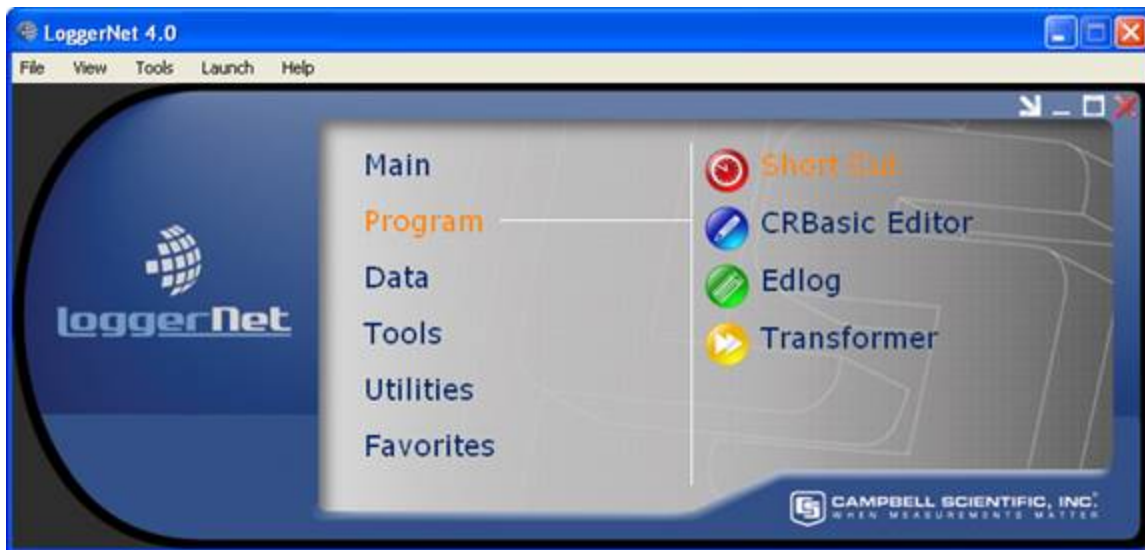 LoggerNet 4.0
File View Tools Launch Help
Main
Program
Data
Tools
Utilities
Favorites
Short Cut
CRBasic Editor
Edlog
Transformer
LoggerNet
CAMPBELL SCIENTIFIC, INC.
WHEN MEASUREMENTS MATTER